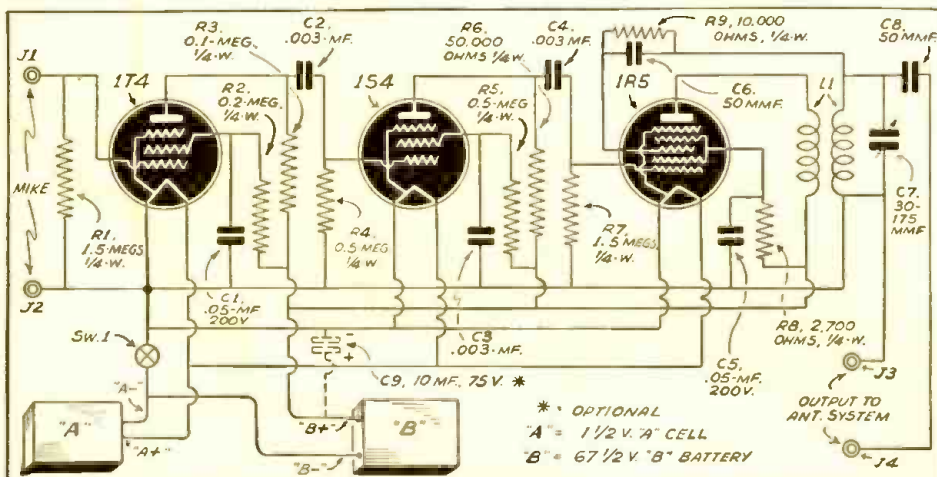 J1
MIKE
J2
R1.
1.5-MEGS.
1/4-W.
Sw.1
"A-"
"A"
"A+"
1T4
R3.
0.1-MEG.
1/4-W.
C2.
.003-MF.
R2.
0.2-MEG.
1/4-W.
C1.
.05-MF.
200V.
R4.
0.5 MEG.
1/4 W.
1S4
R6.
50,000
OHMS 1/4-W.
C4.
.003 MF.
R5.
0.5 MEG
1/4-W.
C3
.003-MF.
C9, 10 MF, 75 V. *
-
+
"B+"
"B-"
"B"
1R5
R9, 10,000
OHMS, 1/4-W.
C6.
50 MMF.
R7.
1.5 MEGS.
1/4-W.
L1
C8.
50 MMF.
C7.
30-
175
MMF
R8, 2,700
OHMS, 1/4-W.
C5.
.05-MF.
200V.
J3
OUTPUT TO
ANT. SYSTEM
J4
* = OPTIONAL
"A" = 1 1/2 V. "A" CELL
"B" = 67 1/2 V. "B" BATTERY